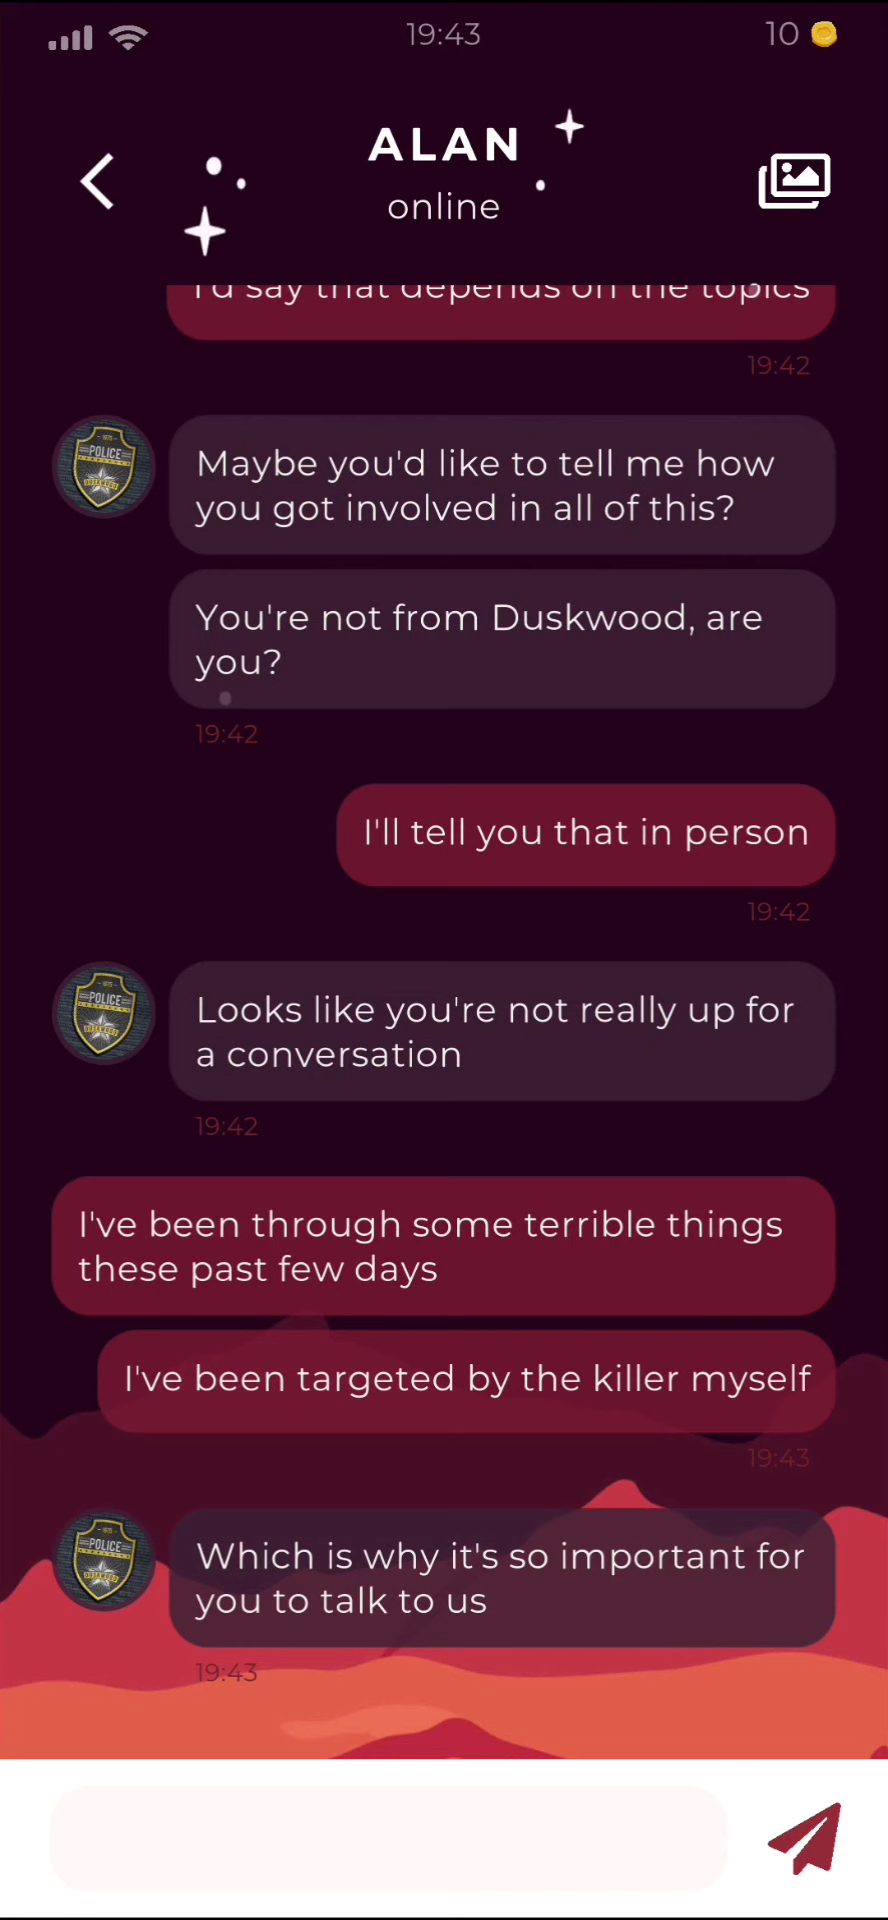 19:43
10
ALAN
online
I'd say that depends on the topics
19:42
POLICE
Maybe you'd like to tell me how
you got involved in all of this?
You're not from Duskwood, are
you?
19:42
I'll tell you that in person
19:42
POLICE
Looks like you're not really up for
a conversation
19:42
I've been through some terrible things
these past few days
I've been targeted by the killer myself
19:43
POLICE
Which is why it's so important for
you to talk to us
19:43